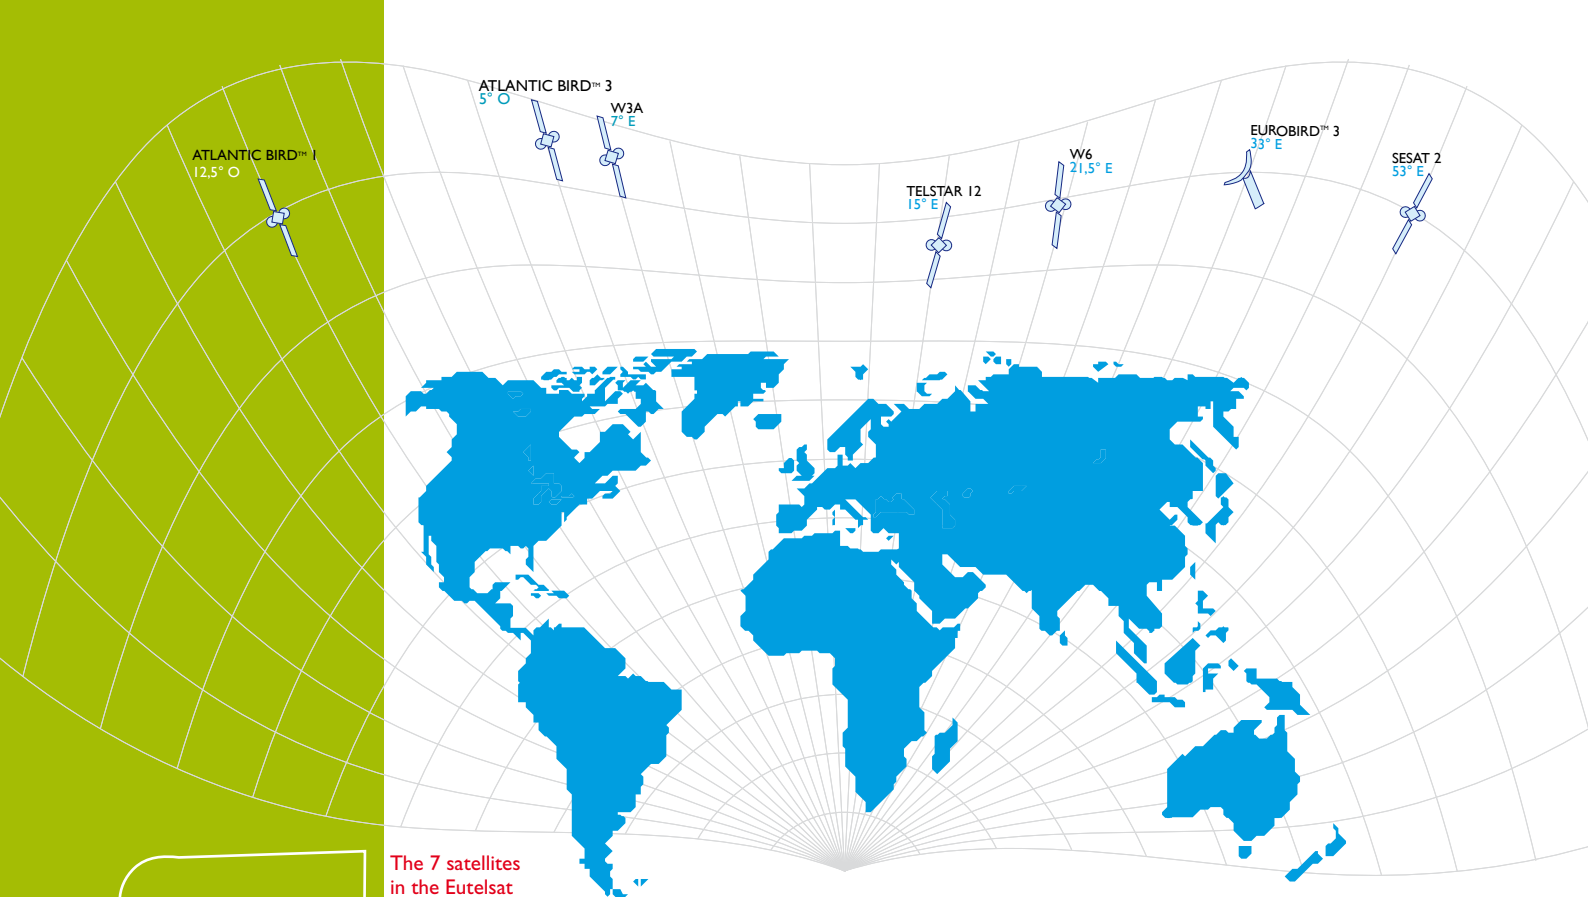 ATLANTIC BIRD™ 3
5° O
W3A
7° E
ATLANTIC BIRD™ 1
12,5° O
TELSTAR 12
15° E
W6
21,5° E
EUROBIRD™ 3
33° E
SESAT 2
53° E
The 7 satellites
in the Eutelsat